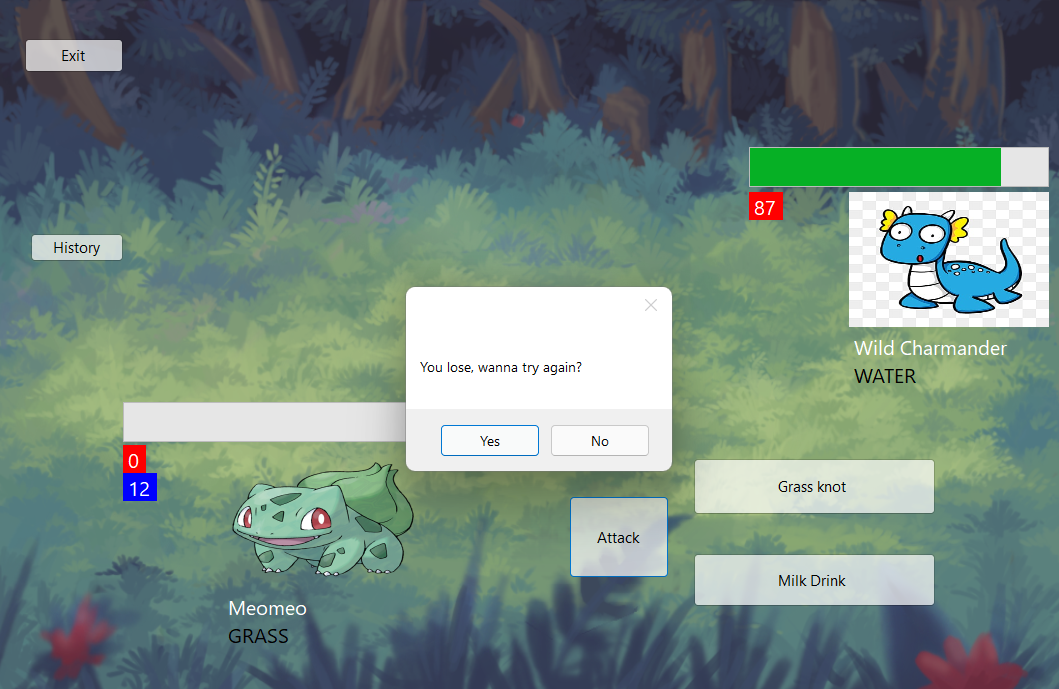 Exit
87
History
Wild Charmander
WATER
You lose, wanna try again?
Yes
No
0
12
Grass knot
Attack
Milk Drink
Meomeo
GRASS